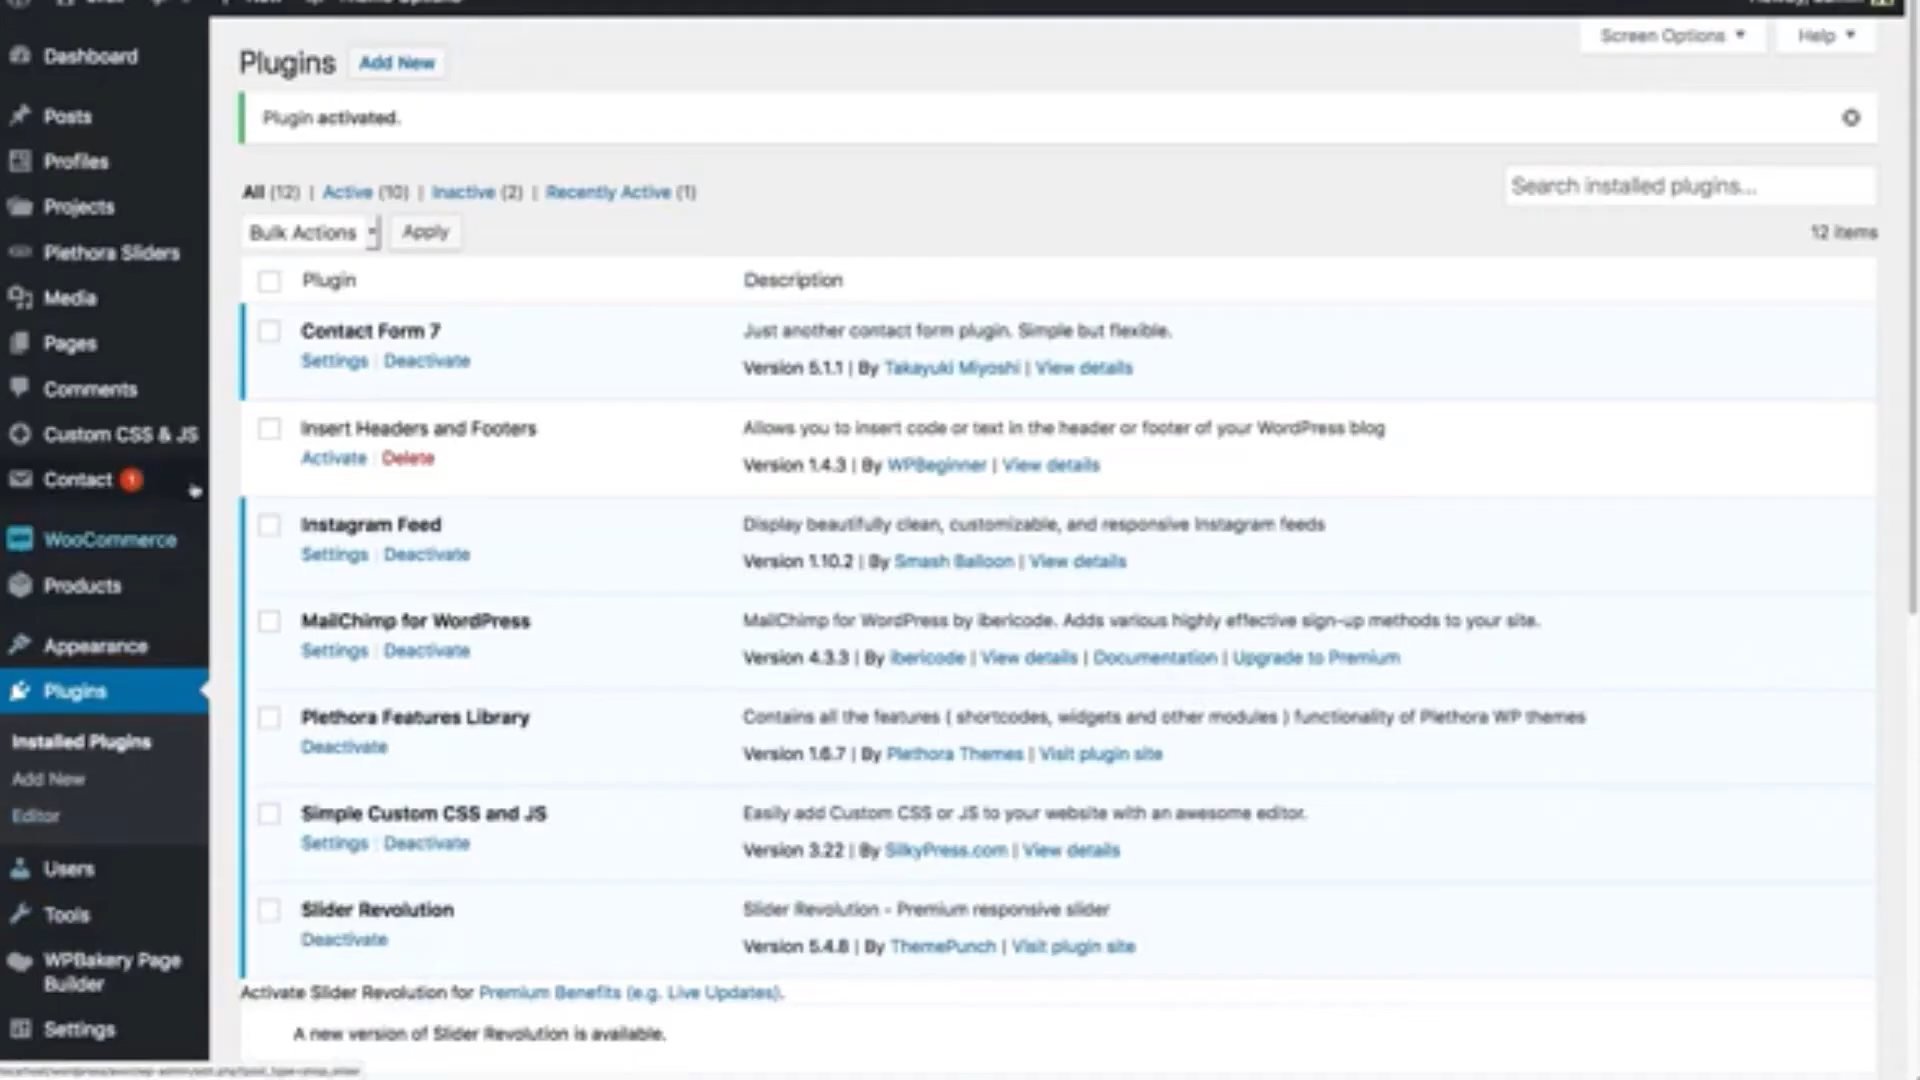 Dashboard
Posts
Profiles
Projects
Plethora Sliders
Media
Pages
Comments
Custom CSS & JS
Contact 1
WooCommerce
Products
Appearance
Plugins
Installed Plugins
Add New
Editor
Users
Tools
WPBakery Page
Builder
Settings
Screen Options
Help
Plugins Add New
Plugin activated.
All (12) | Active (10) | Inactive (2) | Recently Active (1)
Search installed plugins...
Bulk Actions Apply
12 items
Plugin Description
Contact Form 7
Settings | Deactivate
Just another contact form plugin. Simple but flexible.
Version 5.1.1 | By Takayuki Miyoshi | View details
Insert Headers and Footers
Activate | Delete
Allows you to insert code or text in the header or footer of your WordPress blog
Version 1.4.3 | By WPBeginner | View details
Instagram Feed
Settings | Deactivate
Display beautifully clean, customizable, and responsive Instagram feeds
Version 1.10.2 | By Smash Balloon | View details
MailChimp for WordPress
Settings | Deactivate
MailChimp for WordPress by ibericode. Adds various highly effective sign-up methods to your site.
Version 4.3.3 | By ibericode | View details | Documentation | Upgrade to Premium
Plethora Features Library
Deactivate
Contains all the features ( shortcodes, widgets and other modules ) functionality of Plethora WP themes
Version 1.6.7 | By Plethora Themes | Visit plugin site
Simple Custom CSS and JS
Settings | Deactivate
Easily add Custom CSS or JS to your website with an awesome editor.
Version 3.22 | By SilkyPress.com | View details
Slider Revolution
Deactivate
Slider Revolution - Premium responsive slider
Version 5.4.8 | By ThemePunch | Visit plugin site
Activate Slider Revolution for Premium Benefits (e.g. Live Updates).
A new version of Slider Revolution is available.